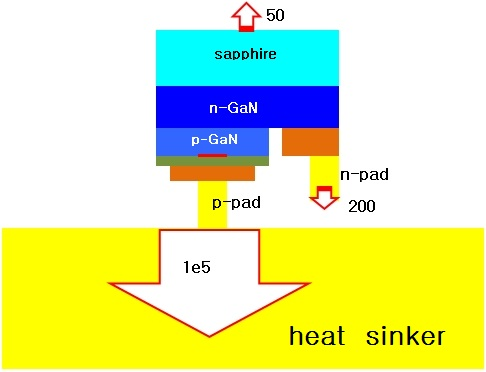 50
sapphire
n-GaN
p-GaN
n-pad
p-pad
200
1e5
heat sinker